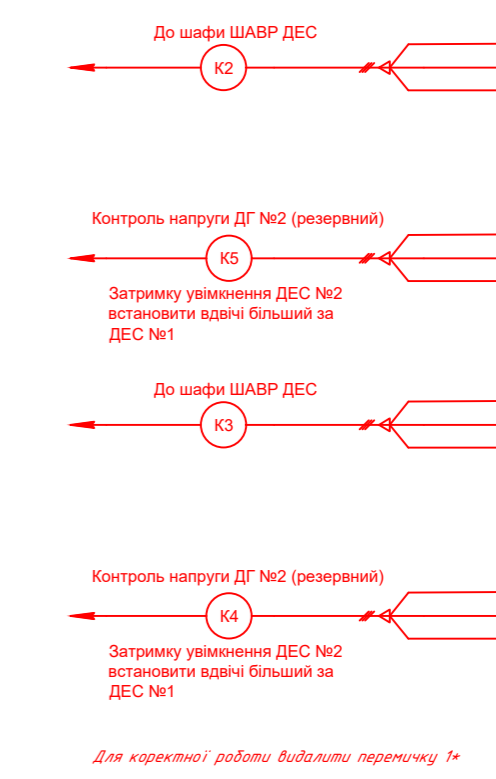 До шафи ШАВР ДЕС
К2
Контроль напруги ДГ №2 (резервний)
К5
Затримку увімкнення ДЕС №2
встановити вдвічі більший за
ДЕС №1
До шафи ШАВР ДЕС
К3
Контроль напруги ДГ №2 (резервний)
К4
Затримку увімкнення ДЕС №2
встановити вдвічі більший за
ДЕС №1
Для коректної роботи видалити перемичку 1*